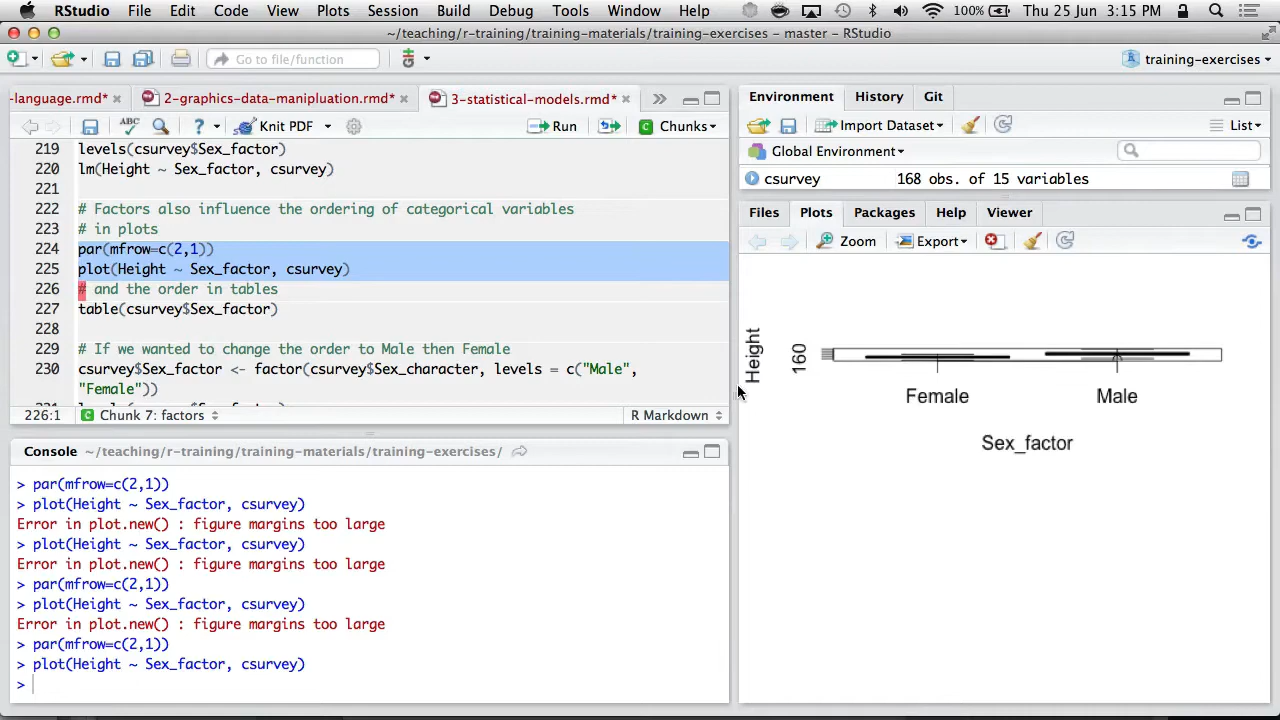 RStudio File Edit Code View Plots Session Build Debug Tools Window Help 100% Thu 25 Jun 3:15 PM
~/teaching/r-training/training-materials/training-exercises - master - RStudio
Go to file/function training-exercises
-language.rmd* 2-graphics-data-manipluation.rmd* 3-statistical-models.rmd*
ABC ? Knit PDF Run Chunks
219 levels(csurvey$Sex_factor)
220 lm(Height ~ Sex_factor, csurvey)
221
222 # Factors also influence the ordering of categorical variables
223 # in plots
224 par(mfrow=c(2,1))
225 plot(Height ~ Sex_factor, csurvey)
226 # and the order in tables
227 table(csurvey$Sex_factor)
228
229 # If we wanted to change the order to Male then Female
230 csurvey$Sex_factor <- factor(csurvey$Sex_character, levels = c("Male",
"Female"))
226:1 Chunk 7: factors R Markdown
Console ~/teaching/r-training/training-materials/training-exercises/
> par(mfrow=c(2,1))
> plot(Height ~ Sex_factor, csurvey)
Error in plot.new() : figure margins too large
> plot(Height ~ Sex_factor, csurvey)
Error in plot.new() : figure margins too large
> par(mfrow=c(2,1))
> plot(Height ~ Sex_factor, csurvey)
Error in plot.new() : figure margins too large
> par(mfrow=c(2,1))
> plot(Height ~ Sex_factor, csurvey)
>
Environment History Git
Import Dataset List
Global Environment
csurvey 168 obs. of 15 variables
Files Plots Packages Help Viewer
Zoom Export
Height
160
Female Male
Sex_factor